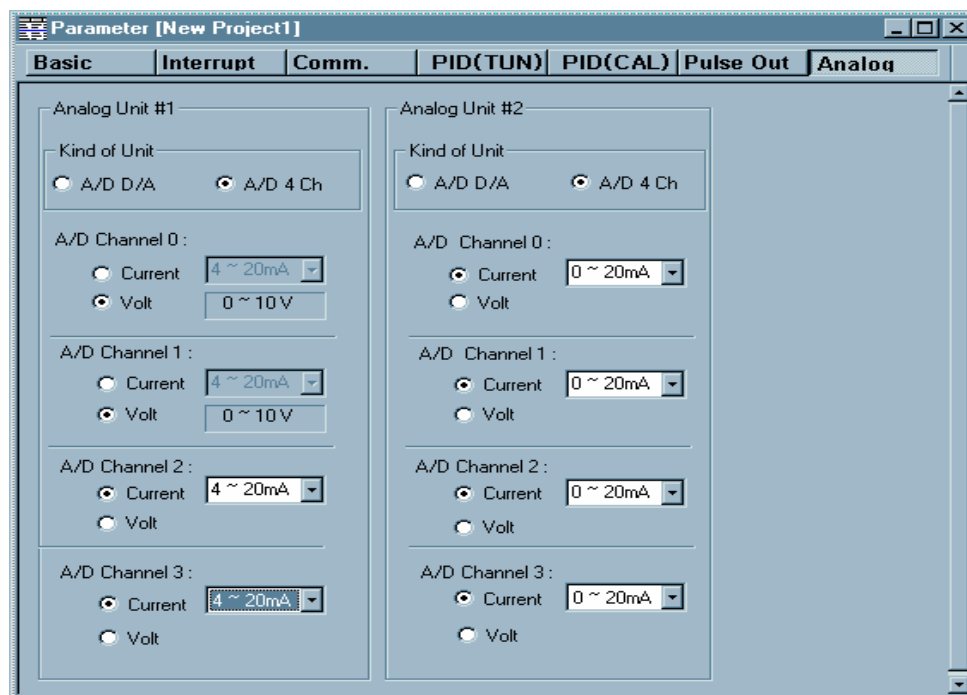 Parameter [New Project1]
Basic Interrupt Comm. PID(TUN) PID(CAL) Pulse Out Analog
Analog Unit #1
Kind of Unit
A/D D/A A/D 4 Ch
A/D Channel 0 :
Current 4 ~ 20mA
Volt 0 ~ 10 V
A/D Channel 1 :
Current 4 ~ 20mA
Volt 0 ~ 10 V
A/D Channel 2 :
Current 4 ~ 20mA
Volt
A/D Channel 3 :
Current 4 ~ 20mA
Volt
Analog Unit #2
Kind of Unit
A/D D/A A/D 4 Ch
A/D Channel 0 :
Current 0 ~ 20mA
Volt
A/D Channel 1 :
Current 0 ~ 20mA
Volt
A/D Channel 2 :
Current 0 ~ 20mA
Volt
A/D Channel 3 :
Current 0 ~ 20mA
Volt